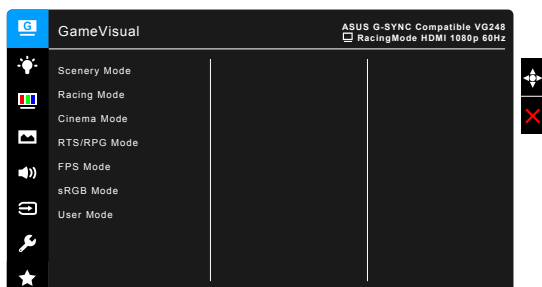 G
GameVisual
ASUS G-SYNC Compatible VG248
RacingMode HDMI 1080p 60Hz
Scenery Mode
Racing Mode
Cinema Mode
RTS/RPG Mode
FPS Mode
sRGB Mode
User Mode